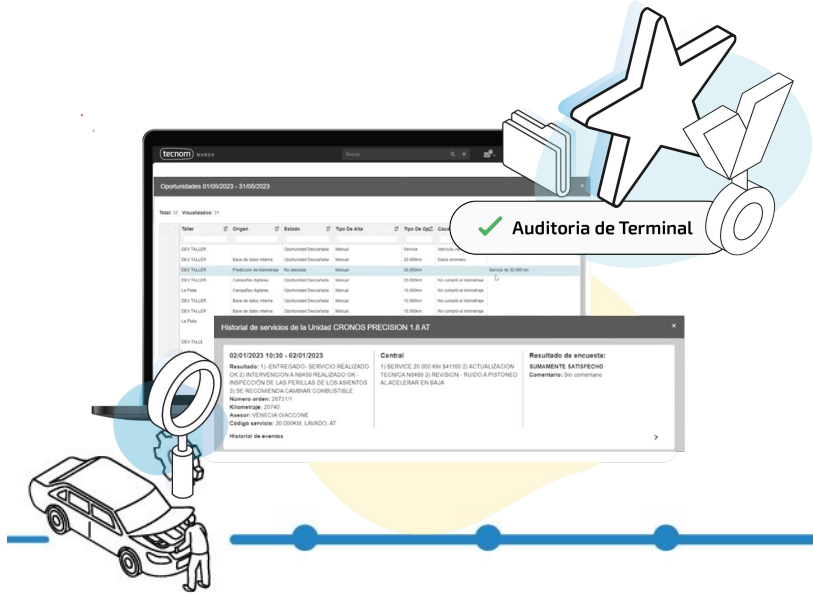 tecnom NURUX
Buscar
Oportunidades 01/05/2023 - 31/05/2023
Visualizados:
Auditoria de Terminal
Taller Origen Estado Tipo De Alta
DEV TALLER Oportunidad Descartada Manual Service
DEV TALLER Base de datos interna Oportunidad Descartada Manual 20.000km Datos erroneos
DEV TALLER Prediccion de kilometraje No atendida Manual 30.000km Service de 30.000 km
DEV TALLER Campañas digitales Oportunidad Descartada Manual 20.000km No cumplió el kilometraje
La Plata Campañas digitales Oportunidad Descartada Manual 10.000km No cumplió el kilometraje
DEV TALLER Base de datos interna Oportunidad Descartada Manual 10.000km No cumplió el kilometraje
DEV TALLER Base de datos interna Oportunidad Descartada Manual 10.000km No cumplió el kilometraje
La Plata
Historial de servicios de la Unidad CRONOS PRECISION 1.8 AT
02/01/2023 10:30 - 02/01/2023
Resultado: 1) -ENTREGADO- SERVICIO REALIZADO
OK 2) INTERVENCION A N8450 REALIZADO OK -
INSPECCIÓN DE LAS PERILLAS DE LOS ASIENTOS
3) SE RECOMIENDA CAMBIAR COMBUSTIBLE
Número orden: 26731/1
Kilometraje: 20740
Asesor: VENECIA GIACCONE
Código servicio: 20.000KM, LAVADO, AT
Historial de eventos
Central
1) SERVICE 20.000 KM $41160 2) ACTUALIZACION
TECNICA N8469 3) REVISION - RUIDO A PISTONEO
AL ACELERAR EN BAJA
Resultado de encuesta:
SUMAMENTE SATISFECHO
Comentario: Sin comentario